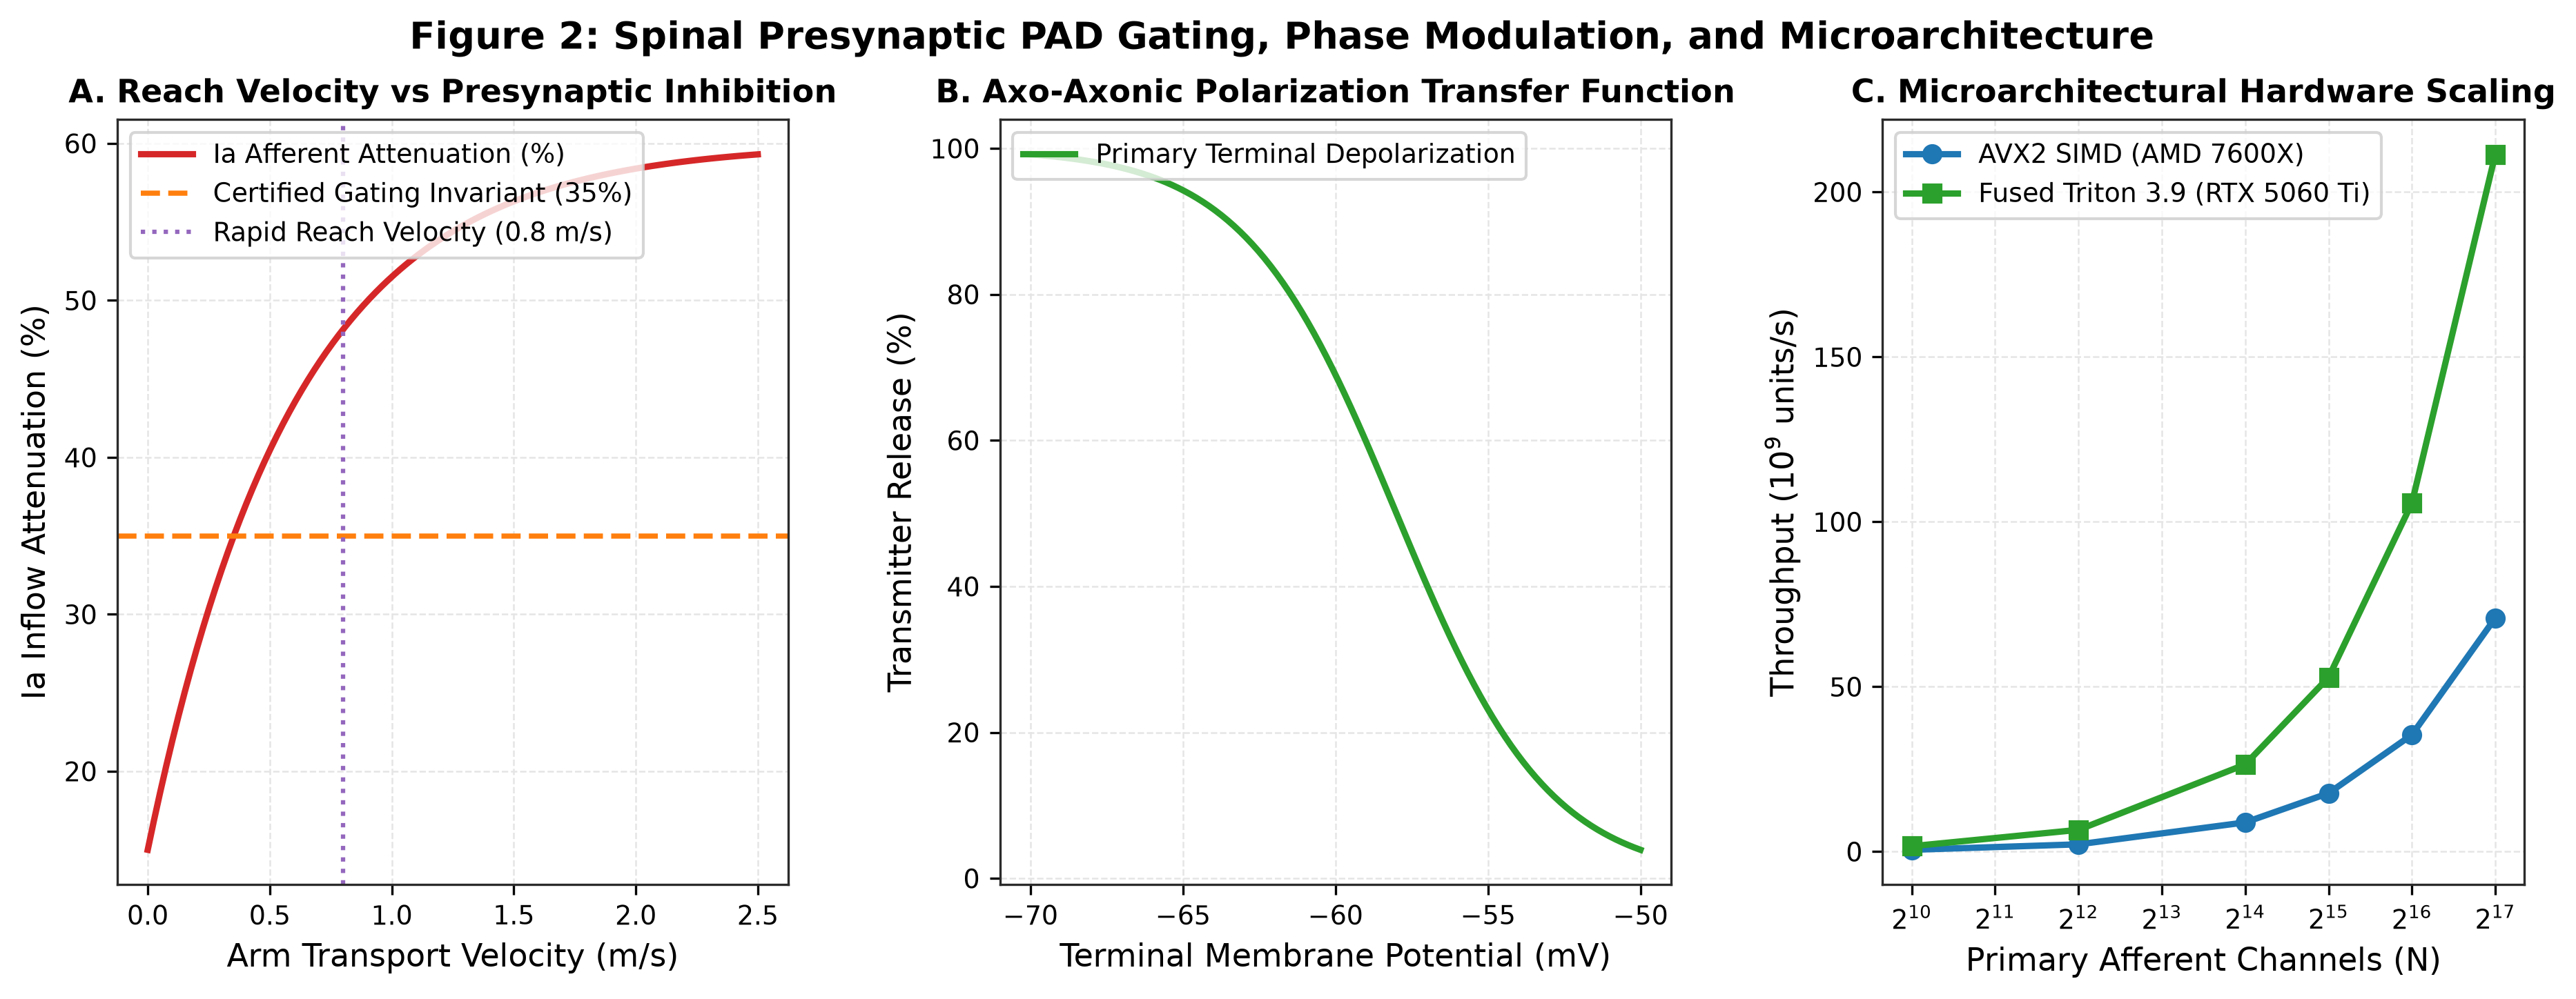 Figure 2: Spinal Presynaptic PAD Gating, Phase Modulation, and Microarchitecture
A. Reach Velocity vs Presynaptic Inhibition
Ia Inflow Attenuation (%)
60
50
40
30
20
Ia Afferent Attenuation (%)
Certified Gating Invariant (35%)
Rapid Reach Velocity (0.8 m/s)
0.0 0.5 1.0 1.5 2.0 2.5
Arm Transport Velocity (m/s)
B. Axo-Axonic Polarization Transfer Function
Transmitter Release (%)
100
80
60
40
20
0
Primary Terminal Depolarization
−70 −65 −60 −55 −50
Terminal Membrane Potential (mV)
C. Microarchitectural Hardware Scaling
Throughput (10⁹ units/s)
200
150
100
50
0
AVX2 SIMD (AMD 7600X)
Fused Triton 3.9 (RTX 5060 Ti)
2¹⁰ 2¹¹ 2¹² 2¹³ 2¹⁴ 2¹⁵ 2¹⁶ 2¹⁷
Primary Afferent Channels (N)